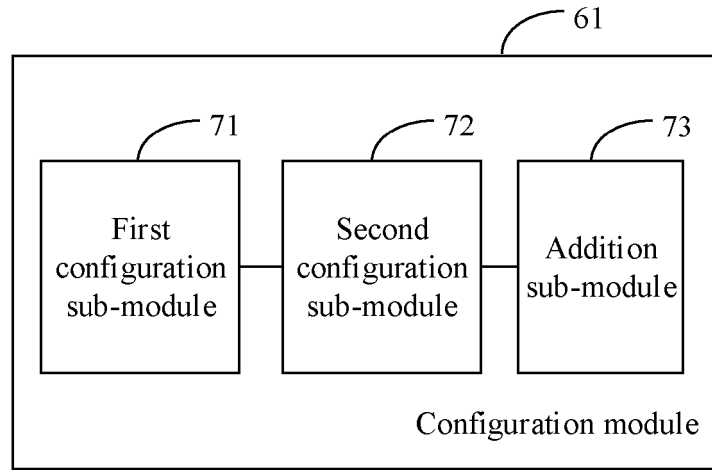 61
71
72
73
First
configuration
sub-module
Second
configuration
sub-module
Addition
sub-module
Configuration module